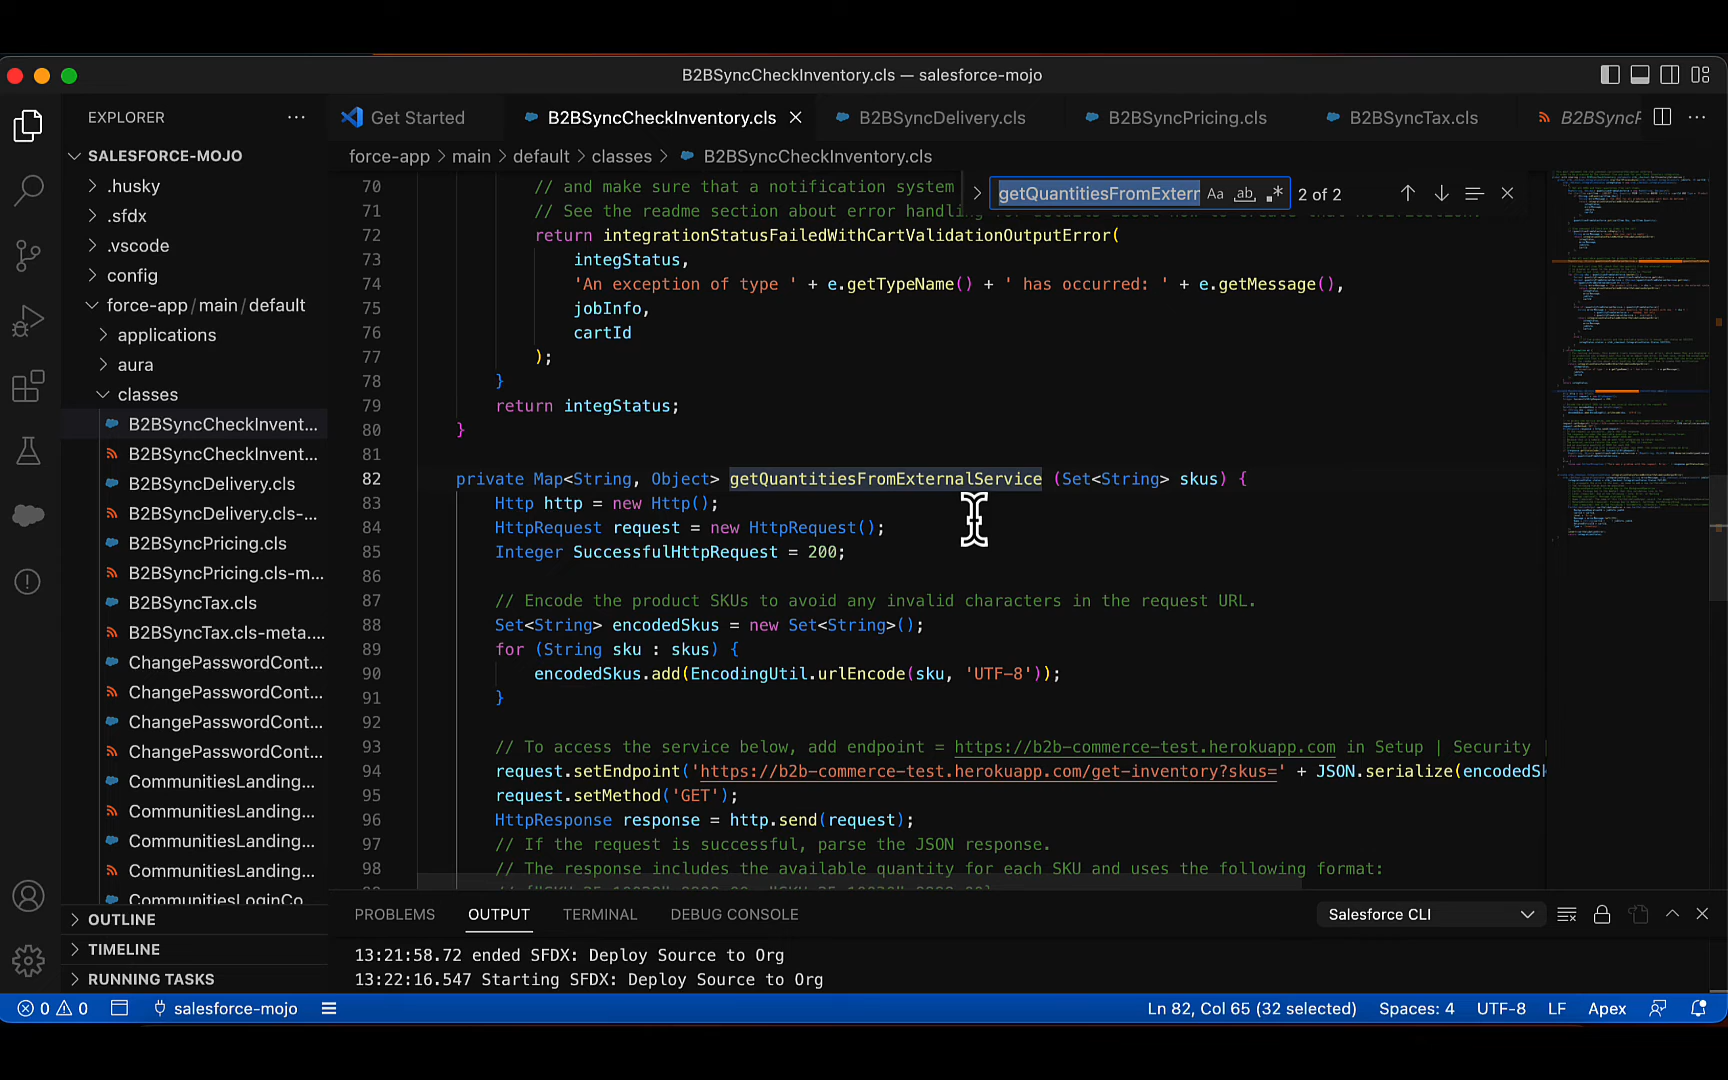 B2BSyncCheckInventory.cls — salesforce-mojo
EXPLORER
Get Started
B2BSyncCheckInventory.cls
B2BSyncDelivery.cls
B2BSyncPricing.cls
B2BSyncTax.cls
B2BSyncF
force-app > main > default > classes > B2BSyncCheckInventory.cls
SALESFORCE-MOJO
.husky
.sfdx
.vscode
config
force-app/main/default
applications
aura
classes
B2BSyncCheckInvent...
B2BSyncCheckInvent...
B2BSyncDelivery.cls
B2BSyncDelivery.cls-...
B2BSyncPricing.cls
B2BSyncPricing.cls-m...
B2BSyncTax.cls
B2BSyncTax.cls-meta....
ChangePasswordCont...
ChangePasswordCont...
ChangePasswordCont...
ChangePasswordCont...
CommunitiesLanding...
CommunitiesLanding...
CommunitiesLanding...
CommunitiesLanding...
CommunitiesLoginCo
OUTLINE
TIMELINE
RUNNING TASKS
getQuantitiesFromExterr Aa ab .* 2 of 2
70 // and make sure that a notification system
71 // See the readme section about error handlin
72 return integrationStatusFailedWithCartValidationOutputError(
73 integStatus,
74 'An exception of type ' + e.getTypeName() + ' has occurred: ' + e.getMessage(),
75 jobInfo,
76 cartId
77 );
78 }
79 return integStatus;
80 }
81
82 private Map<String, Object> getQuantitiesFromExternalService (Set<String> skus) {
83 Http http = new Http();
84 HttpRequest request = new HttpRequest();
85 Integer SuccessfulHttpRequest = 200;
86
87 // Encode the product SKUs to avoid any invalid characters in the request URL.
88 Set<String> encodedSkus = new Set<String>();
89 for (String sku : skus) {
90 encodedSkus.add(EncodingUtil.urlEncode(sku, 'UTF-8'));
91 }
92
93 // To access the service below, add endpoint = https://b2b-commerce-test.herokuapp.com in Setup | Security |
94 request.setEndpoint('https://b2b-commerce-test.herokuapp.com/get-inventory?skus=' + JSON.serialize(encodedSk
95 request.setMethod('GET');
96 HttpResponse response = http.send(request);
97 // If the request is successful, parse the JSON response.
98 // The response includes the available quantity for each SKU and uses the following format:
PROBLEMS
OUTPUT
TERMINAL
DEBUG CONSOLE
Salesforce CLI
13:21:58.72 ended SFDX: Deploy Source to Org
13:22:16.547 Starting SFDX: Deploy Source to Org
0 0
salesforce-mojo
Ln 82, Col 65 (32 selected)
Spaces: 4
UTF-8
LF
Apex